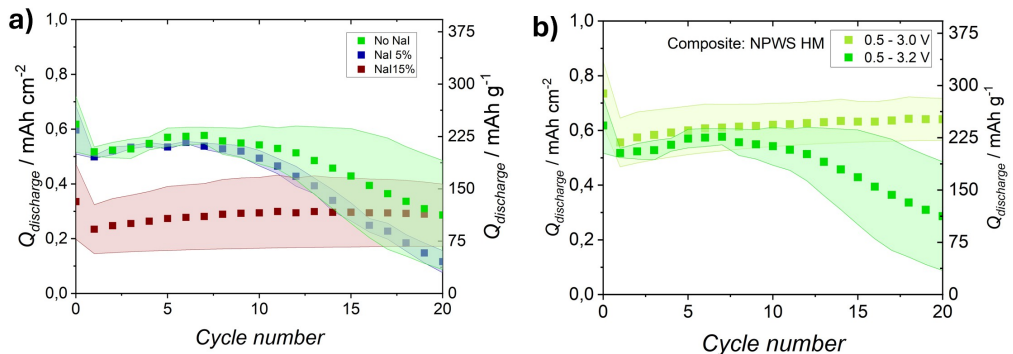 a)
No NaI
NaI 5%
NaI15%
Q discharge / mAh cm-2
1,0
0,8
0,6
0,4
0,2
0,0
0
5
10
15
20
Cycle number
375
300
225
150
75
0
Q discharge / mAh g-1
b)
Composite: NPWS HM
0.5 - 3.0 V
0.5 - 3.2 V
Q discharge / mAh cm-2
1,0
0,8
0,6
0,4
0,2
0,0
0
5
10
15
20
Cycle number
375
300
225
150
75
0
Q discharge / mAh g-1